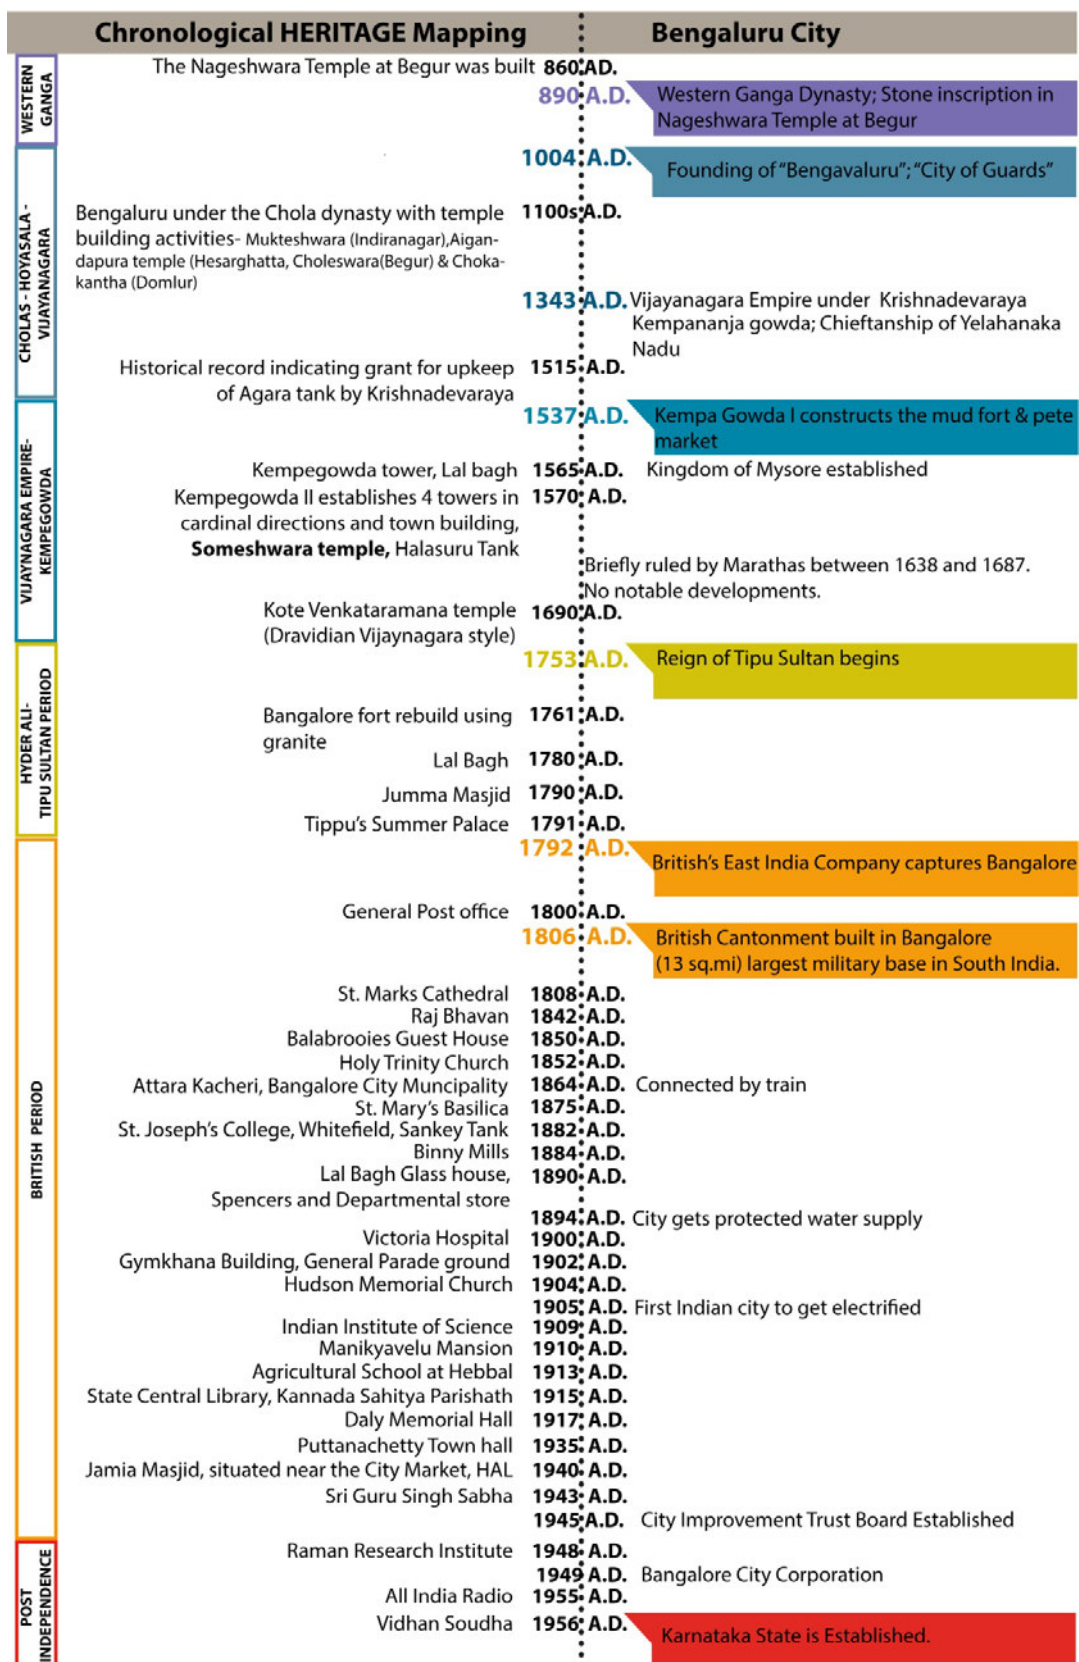 Chronological HERITAGE Mapping
Bengaluru City
WESTERN
GANGA
The Nageshwara Temple at Begur was built 860 AD.
890 A.D. Western Ganga Dynasty; Stone inscription in
Nageshwara Temple at Begur
CHOLAS - HOYASALA -
VIJAYANAGARA
1004 A.D. Founding of "Bengavaluru"; "City of Guards"
Bengaluru under the Chola dynasty with temple 1100s A.D.
building activities- Mukteshwara (Indiranagar),Aigan-
dapura temple (Hesarghatta, Choleswara(Begur) & Choka-
kantha (Domlur)
1343 A.D. Vijayanagara Empire under Krishnadevaraya
Kempananja gowda; Chieftanship of Yelahanaka
Nadu
Historical record indicating grant for upkeep 1515 A.D.
of Agara tank by Krishnadevaraya
VIJAYNAGARA EMPIRE-
KEMPEGOWDA
1537 A.D. Kempa Gowda I constructs the mud fort & pete
market
Kempegowda tower, Lal bagh 1565 A.D. Kingdom of Mysore established
Kempegowda II establishes 4 towers in 1570 A.D.
cardinal directions and town building,
Someshwara temple, Halasuru Tank
Briefly ruled by Marathas between 1638 and 1687.
No notable developments.
Kote Venkataramana temple 1690 A.D.
(Dravidian Vijaynagara style)
HYDER ALI-
TIPU SULTAN PERIOD
1753 A.D. Reign of Tipu Sultan begins
Bangalore fort rebuild using 1761 A.D.
granite
Lal Bagh 1780 A.D.
Jumma Masjid 1790 A.D.
Tippu's Summer Palace 1791 A.D.
BRITISH PERIOD
1792 A.D. British's East India Company captures Bangalore
General Post office 1800 A.D.
1806 A.D. British Cantonment built in Bangalore
(13 sq.mi) largest military base in South India.
St. Marks Cathedral 1808 A.D.
Raj Bhavan 1842 A.D.
Balabrooies Guest House 1850 A.D.
Holy Trinity Church 1852 A.D.
Attara Kacheri, Bangalore City Muncipality 1864 A.D. Connected by train
St. Mary's Basilica 1875 A.D.
St. Joseph's College, Whitefield, Sankey Tank 1882 A.D.
Binny Mills 1884 A.D.
Lal Bagh Glass house, 1890 A.D.
Spencers and Departmental store
1894 A.D. City gets protected water supply
Victoria Hospital 1900 A.D.
Gymkhana Building, General Parade ground 1902 A.D.
Hudson Memorial Church 1904 A.D.
1905 A.D. First Indian city to get electrified
Indian Institute of Science 1909 A.D.
Manikyavelu Mansion 1910 A.D.
Agricultural School at Hebbal 1913 A.D.
State Central Library, Kannada Sahitya Parishath 1915 A.D.
Daly Memorial Hall 1917 A.D.
Puttanachetty Town hall 1935 A.D.
Jamia Masjid, situated near the City Market, HAL 1940 A.D.
Sri Guru Singh Sabha 1943 A.D.
1945 A.D. City Improvement Trust Board Established
POST
INDEPENDENCE
Raman Research Institute 1948 A.D.
1949 A.D. Bangalore City Corporation
All India Radio 1955 A.D.
Vidhan Soudha 1956 A.D. Karnataka State is Established.